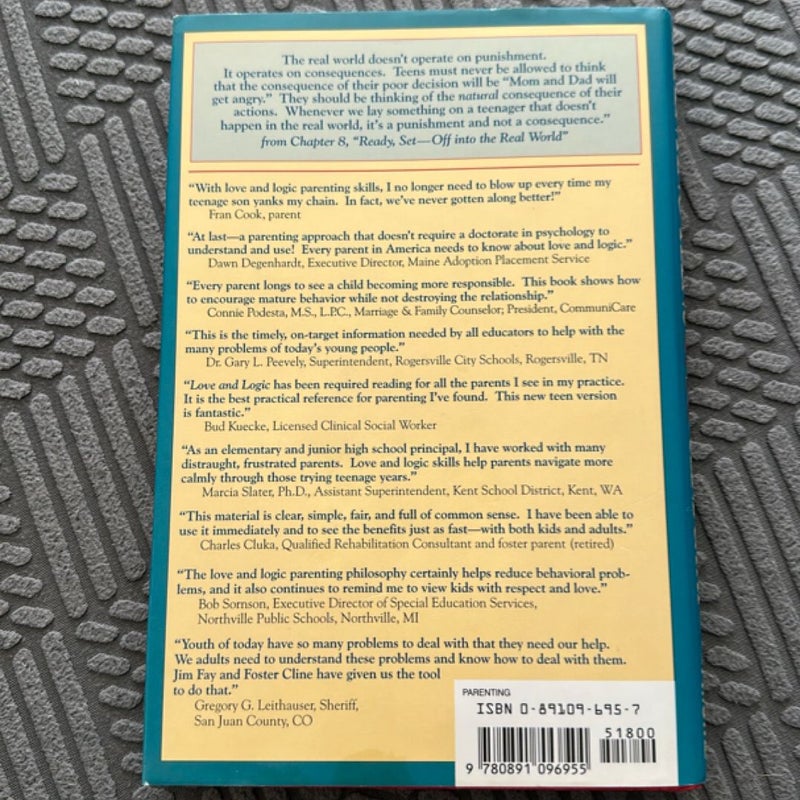 The real world doesn't operate on punishment.
It operates on consequences. Teens must never be allowed to think
that the consequence of their poor decision will be "Mom and Dad will
get angry." They should be thinking of the natural consequence of their
actions. Whenever we lay something on a teenager that doesn't
happen in the real world, it's a punishment and not a consequence."
from Chapter 8, "Ready, Set—Off into the Real World"
"With love and logic parenting skills, I no longer need to blow up every time my
teenage son yanks my chain. In fact, we've never gotten along better!"
Fran Cook, parent
"At last—a parenting approach that doesn't require a doctorate in psychology to
understand and use! Every parent in America needs to know about love and logic."
Dawn Degenhardt, Executive Director, Maine Adoption Placement Service
"Every parent longs to see a child becoming more responsible. This book shows how
to encourage mature behavior while not destroying the relationship."
Connie Podesta, M.S., L.P.C., Marriage & Family Counselor; President, CommuniCare
"This is the timely, on-target information needed by all educators to help with the
many problems of today's young people."
Dr. Gary L. Peevely, Superintendent, Rogersville City Schools, Rogersville, TN
"Love and Logic has been required reading for all the parents I see in my practice.
It is the best practical reference for parenting I've found. This new teen version
is fantastic."
Bud Kuecke, Licensed Clinical Social Worker
"As an elementary and junior high school principal, I have worked with many
distraught, frustrated parents. Love and logic skills help parents navigate more
calmly through those trying teenage years."
Marcia Slater, Ph.D., Assistant Superintendent, Kent School District, Kent, WA
"This material is clear, simple, fair, and full of common sense. I have been able to
use it immediately and to see the benefits just as fast—with both kids and adults."
Charles Cluka, Qualified Rehabilitation Consultant and foster parent (retired)
"The love and logic parenting philosophy certainly helps reduce behavioral prob-
lems, and it also continues to remind me to view kids with respect and love."
Bob Sornson, Executive Director of Special Education Services,
Northville Public Schools, Northville, MI
"Youth of today have so many problems to deal with that they need our help.
We adults need to understand these problems and know how to deal with them.
Jim Fay and Foster Cline have given us the tool
to do that."
Gregory G. Leithauser, Sheriff,
San Juan County, CO
PARENTING
ISBN 0-89109-695-7
51800
9 780891 096955